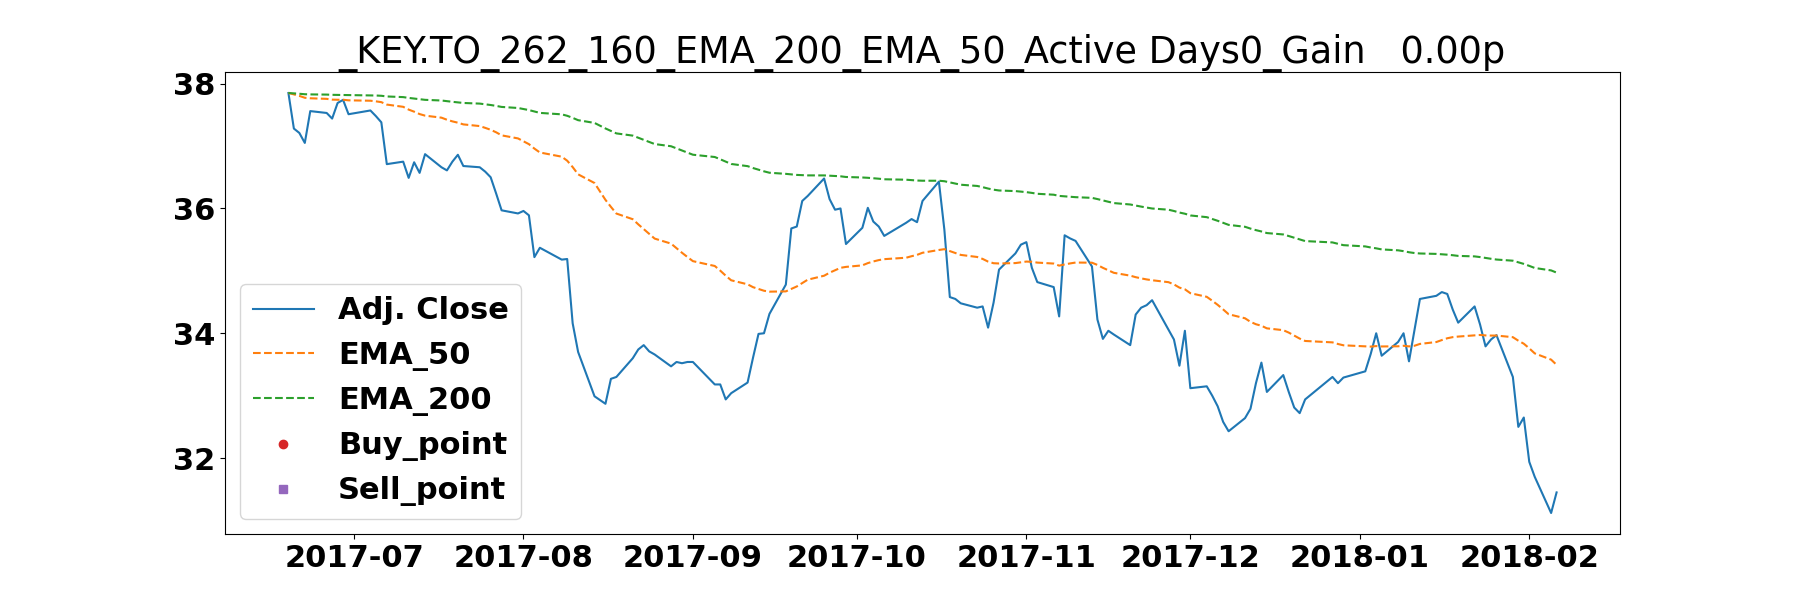 _KEY.TO_262_160_EMA_200_EMA_50_Active Days0_Gain   0.00p
38
36
34
32
Adj. Close
EMA_50
EMA_200
Buy_point
Sell_point
2017-07 2017-08 2017-09 2017-10 2017-11 2017-12 2018-01 2018-02